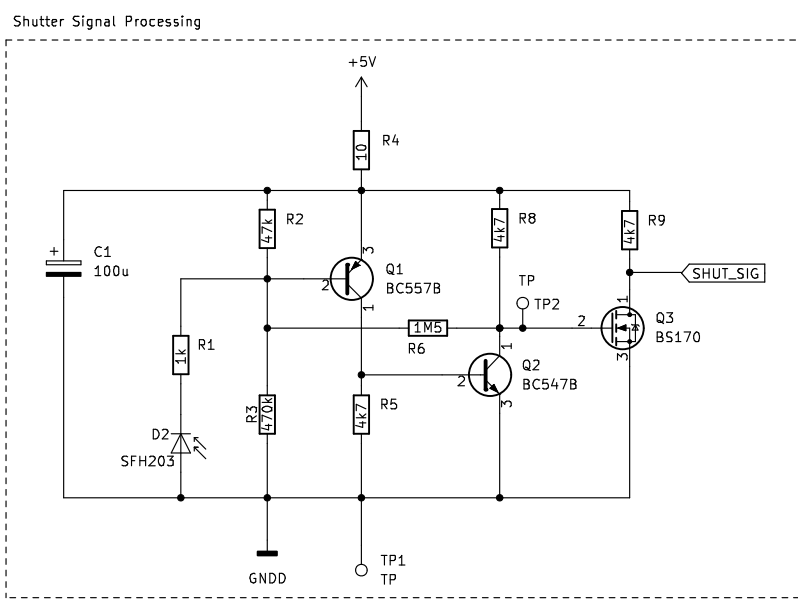 Shutter Signal Processing
+5V
10
R4
47k
R2
4k7
R8
4k7
R9
+
C1
100u
3
2
Q1
BC557B
1
SHUT_SIG
TP
TP2
1
2
Q3
BS170
3
1M5
R6
1k
R1
1
2
Q2
BC547B
3
R3
470k
4k7
R5
D2
SFH203
TP1
TP
GNDD